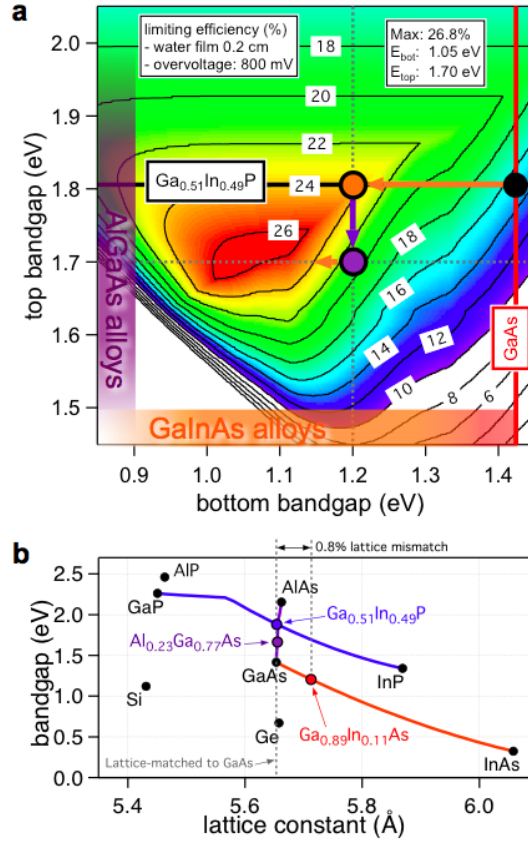 a
limiting efficiency (%)
- water film 0.2 cm
- overvoltage: 800 mV
Max: 26.8%
E_bot: 1.05 eV
E_top: 1.70 eV
18
20
22
24
26
18
16
14
12
10
8
6
Ga₀.₅₁In₀.₄₉P
AlGaAs alloys
GaInAs alloys
GaAs
2.0
1.9
1.8
1.7
1.6
1.5
top bandgap (eV)
0.9 1.0 1.1 1.2 1.3 1.4
bottom bandgap (eV)
b
0.8% lattice mismatch
2.5
2.0
1.5
1.0
0.5
0.0
bandgap (eV)
AlP
GaP
AlAs
Ga₀.₅₁In₀.₄₉P
Al₀.₂₃Ga₀.₇₇As
GaAs
InP
Si
Ge
Ga₀.₈₉In₀.₁₁As
Lattice-matched to GaAs
InAs
5.4 5.6 5.8 6.0
lattice constant (Å)